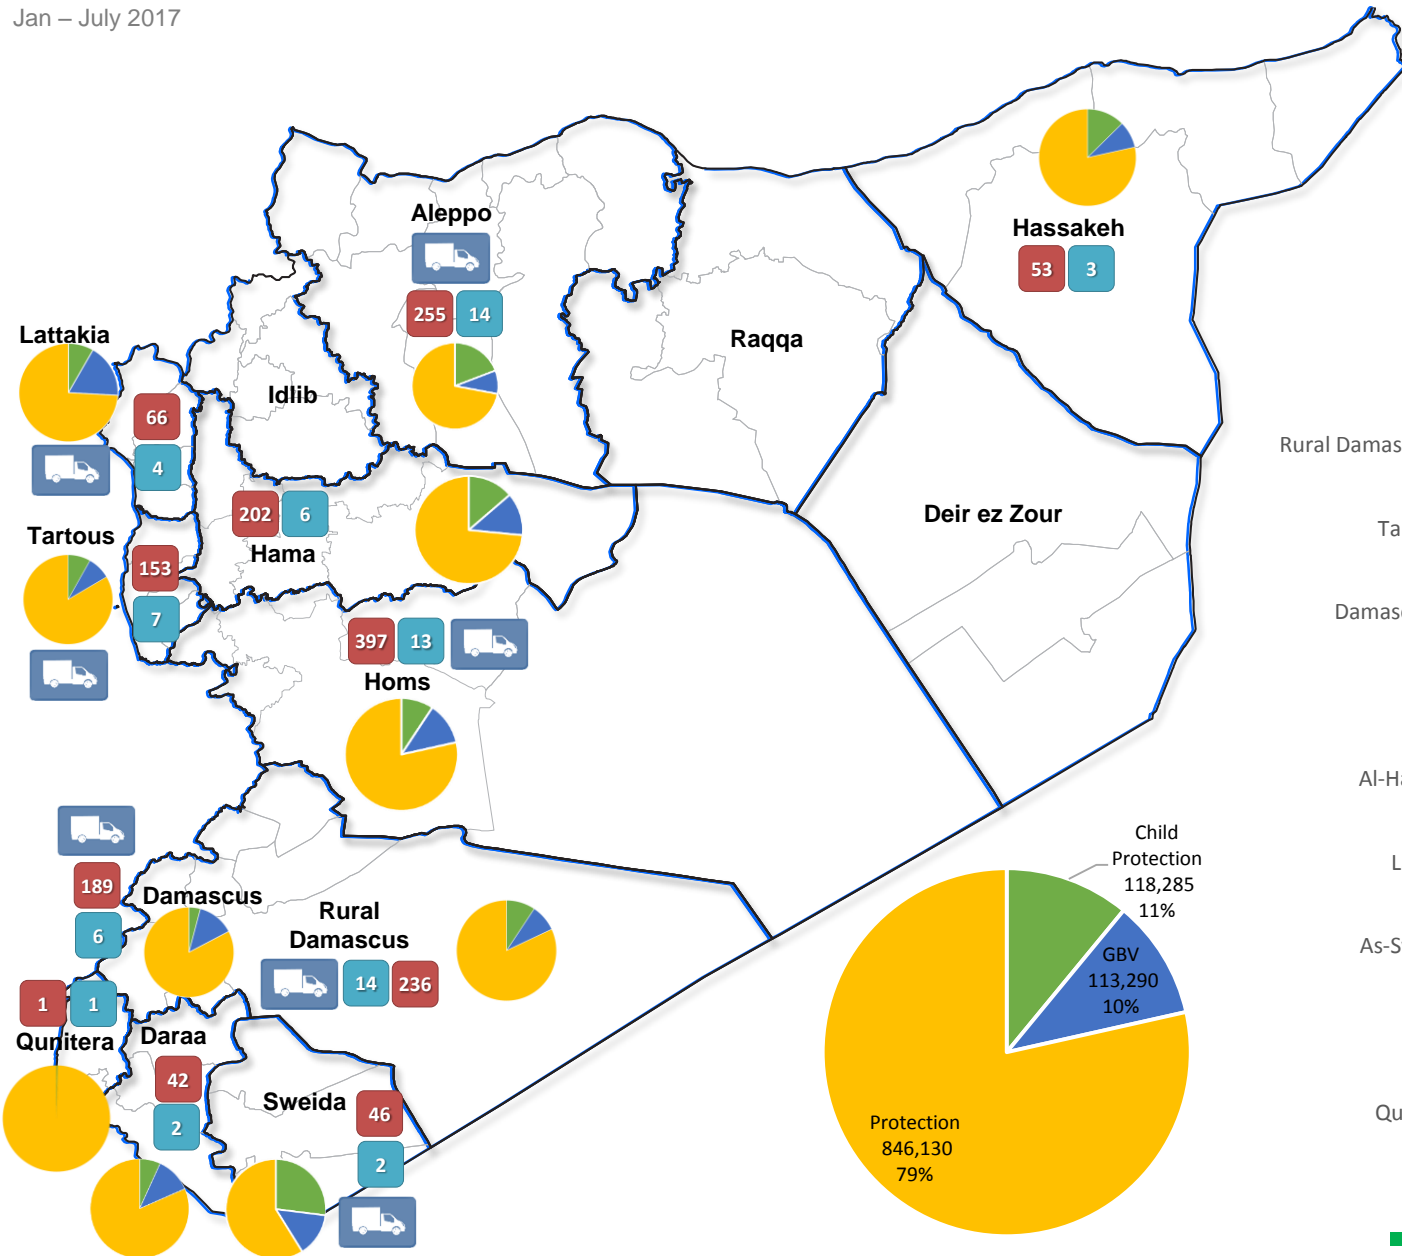 Jan – July 2017
Aleppo
255 14
Hassakeh
53 3
Lattakia
66
4
Idlib
Raqqa
Rural Damas
202 6
Hama
Deir ez Zour
Ta
Tartous
153
7
Damasc
397 13
Homs
Al-Ha
Child
Protection
118,285
11%
L
189
6
Damascus
Rural
Damascus
14 236
As-S
GBV
113,290
10%
1 1
Qunitera
Daraa
42
2
Sweida
46
2
Protection
846,130
79%
Qu